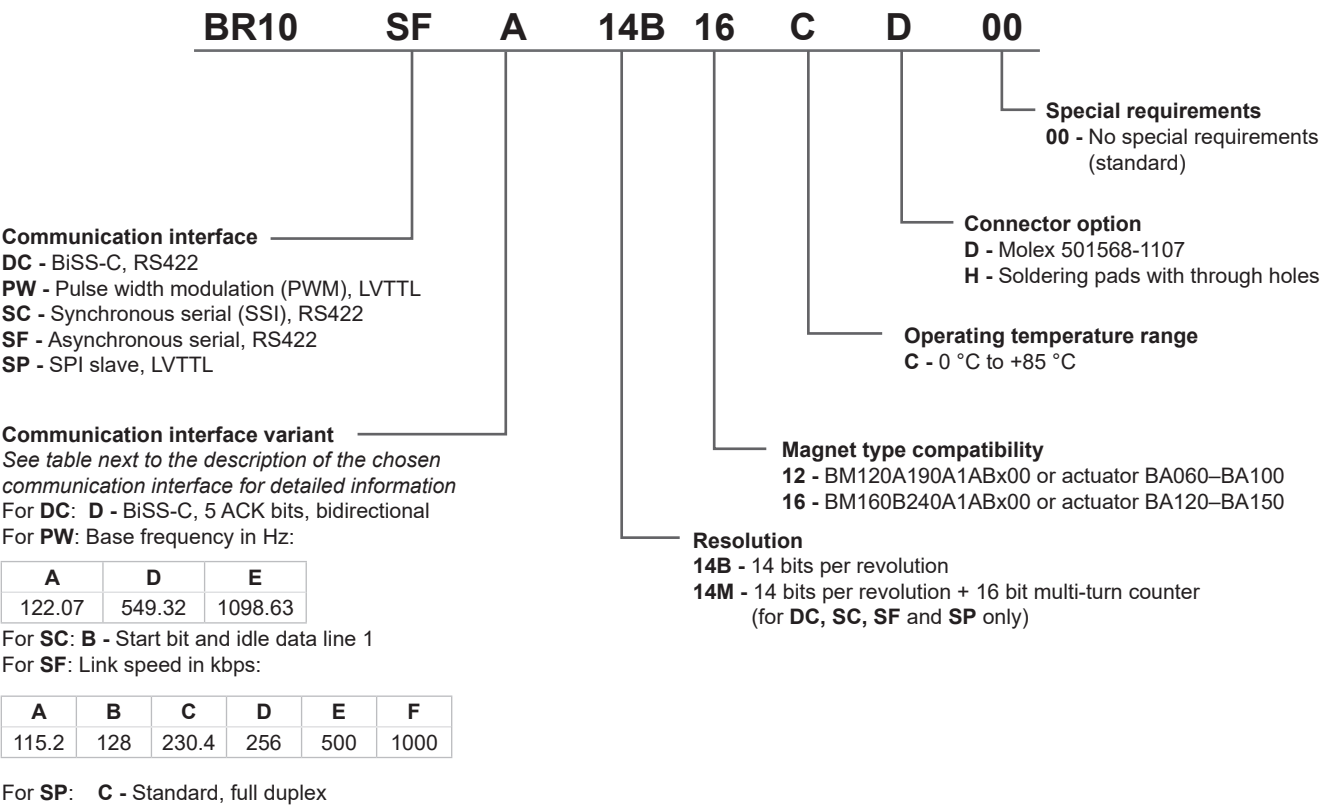 BR10 SF A 14B 16 C D 00
Special requirements
00 - No special requirements
(standard)
Connector option
D - Molex 501568-1107
H - Soldering pads with through holes
Operating temperature range
C - 0 °C to +85 °C
Magnet type compatibility
12 - BM120A190A1ABx00 or actuator BA060–BA100
16 - BM160B240A1ABx00 or actuator BA120–BA150
Resolution
14B - 14 bits per revolution
14M - 14 bits per revolution + 16 bit multi-turn counter
(for DC, SC, SF and SP only)
Communication interface
DC - BiSS-C, RS422
PW - Pulse width modulation (PWM), LVTTL
SC - Synchronous serial (SSI), RS422
SF - Asynchronous serial, RS422
SP - SPI slave, LVTTL
Communication interface variant
See table next to the description of the chosen
communication interface for detailed information
For DC: D - BiSS-C, 5 ACK bits, bidirectional
For PW: Base frequency in Hz:
A D E
122.07 549.32 1098.63
For SC: B - Start bit and idle data line 1
For SF: Link speed in kbps:
A B C D E F
115.2 128 230.4 256 500 1000
For SP: C - Standard, full duplex